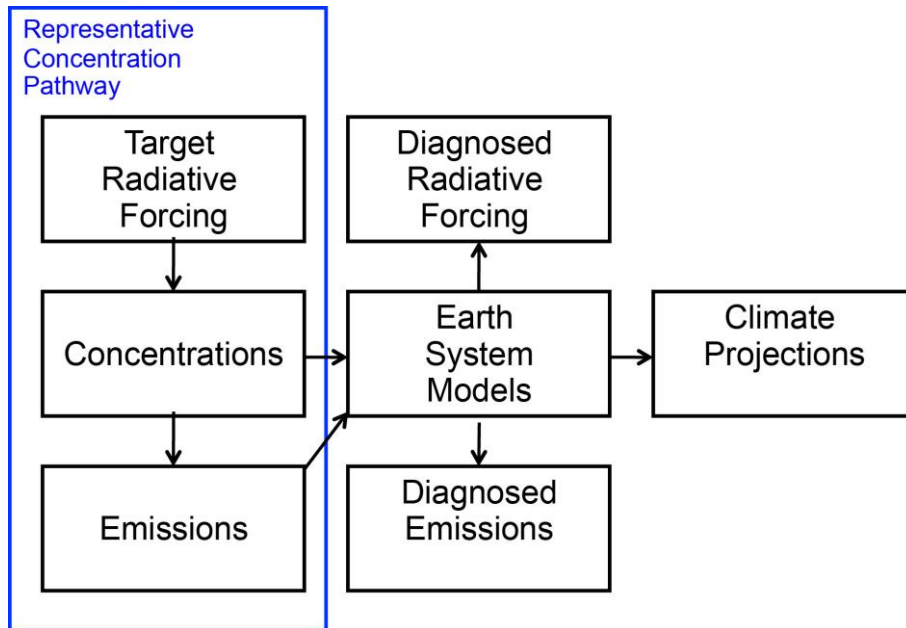 Representative
Concentration
Pathway
Target
Radiative
Forcing
Diagnosed
Radiative
Forcing
Concentrations
Earth
System
Models
Climate
Projections
Emissions
Diagnosed
Emissions